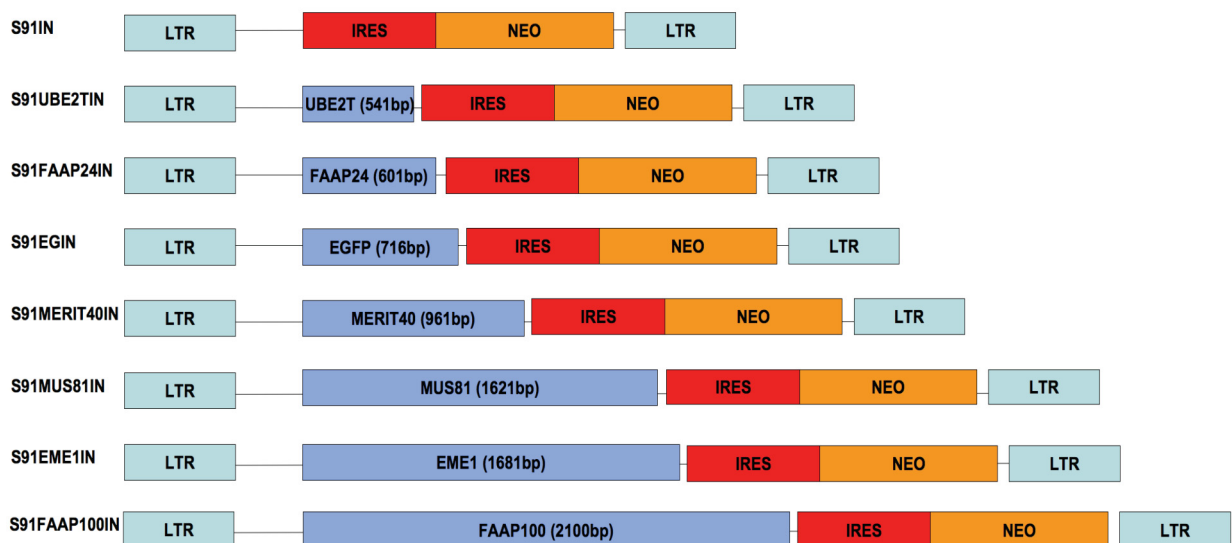 S91IN LTR IRES NEO LTR
S91UBE2TIN LTR UBE2T (541bp) IRES NEO LTR
S91FAAP24IN LTR FAAP24 (601bp) IRES NEO LTR
S91EGIN LTR EGFP (716bp) IRES NEO LTR
S91MERIT40IN LTR MERIT40 (961bp) IRES NEO LTR
S91MUS81IN LTR MUS81 (1621bp) IRES NEO LTR
S91EME1IN LTR EME1 (1681bp) IRES NEO LTR
S91FAAP100IN LTR FAAP100 (2100bp) IRES NEO LTR